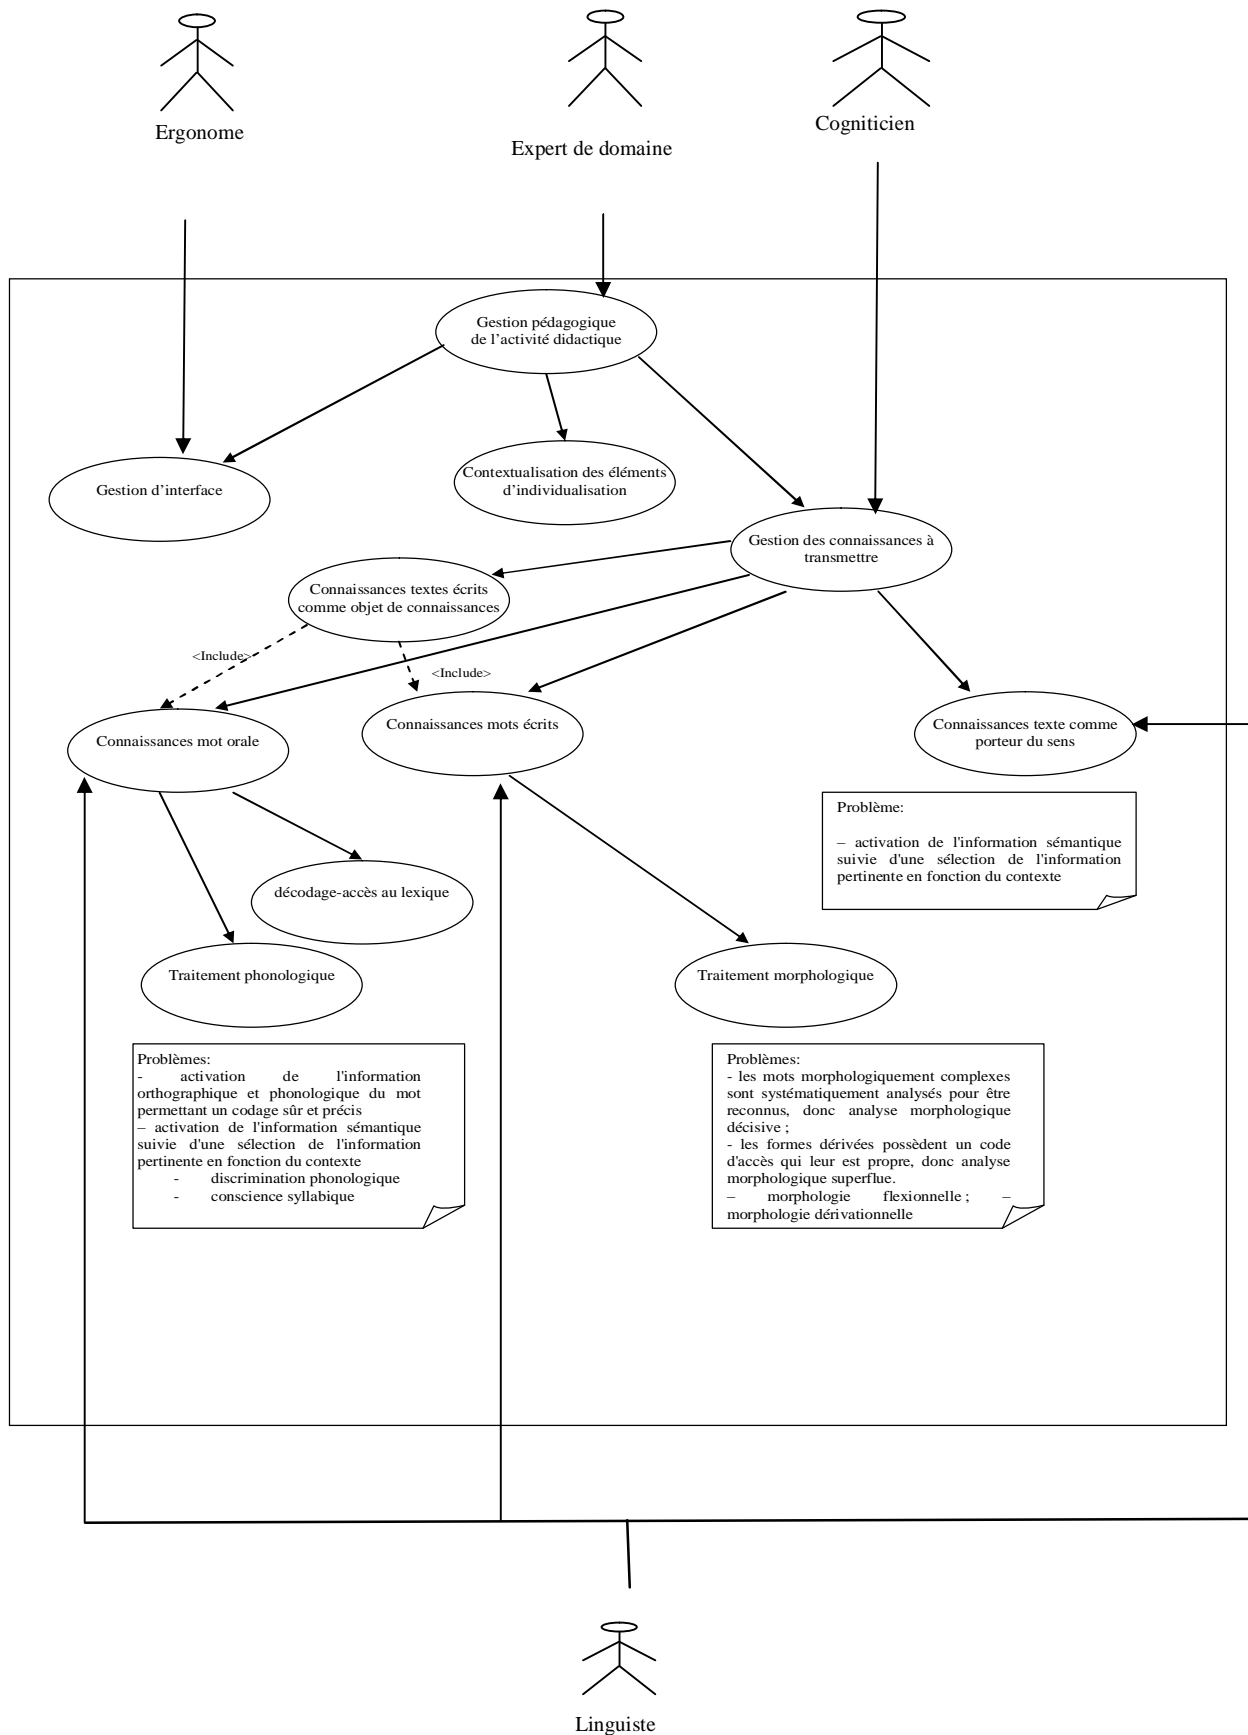 Ergonome
Expert de domaine
Cogniticien
Gestion pédagogique
de l’activité didactique
Gestion d’interface
Contextualisation des éléments
d’individualisation
Gestion des connaissances à
transmettre
Connaissances textes écrits
comme objet de connaissances
<Include>
<Include>
Connaissances mot orale
Connaissances mots écrits
Connaissances texte comme
porteur du sens
Problème:
– activation de l'information sémantique
suivie d'une sélection de l'information
pertinente en fonction du contexte
décodage-accès au lexique
Traitement phonologique
Traitement morphologique
Problèmes:
- activation de l'information
orthographique et phonologique du mot
permettant un codage sûr et précis
– activation de l'information sémantique
suivie d'une sélection de l'information
pertinente en fonction du contexte
- discrimination phonologique
- conscience syllabique
Problèmes:
- les mots morphologiquement complexes
sont systématiquement analysés pour être
reconnus, donc analyse morphologique
décisive ;
- les formes dérivées possèdent un code
d'accès qui leur est propre, donc analyse
morphologique superflue.
– morphologie flexionnelle ; –
morphologie dérivationnelle
Linguiste